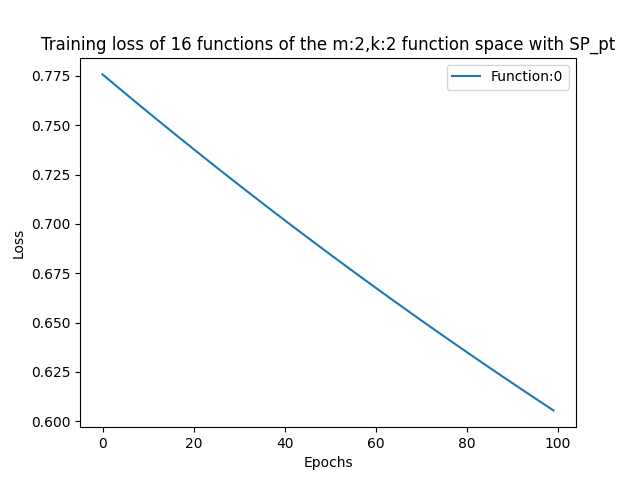 Training loss of 16 functions of the m:2,k:2 function space with SP_pt
Function:0
Loss
0.775
0.750
0.725
0.700
0.675
0.650
0.625
0.600
0 20 40 60 80 100
Epochs